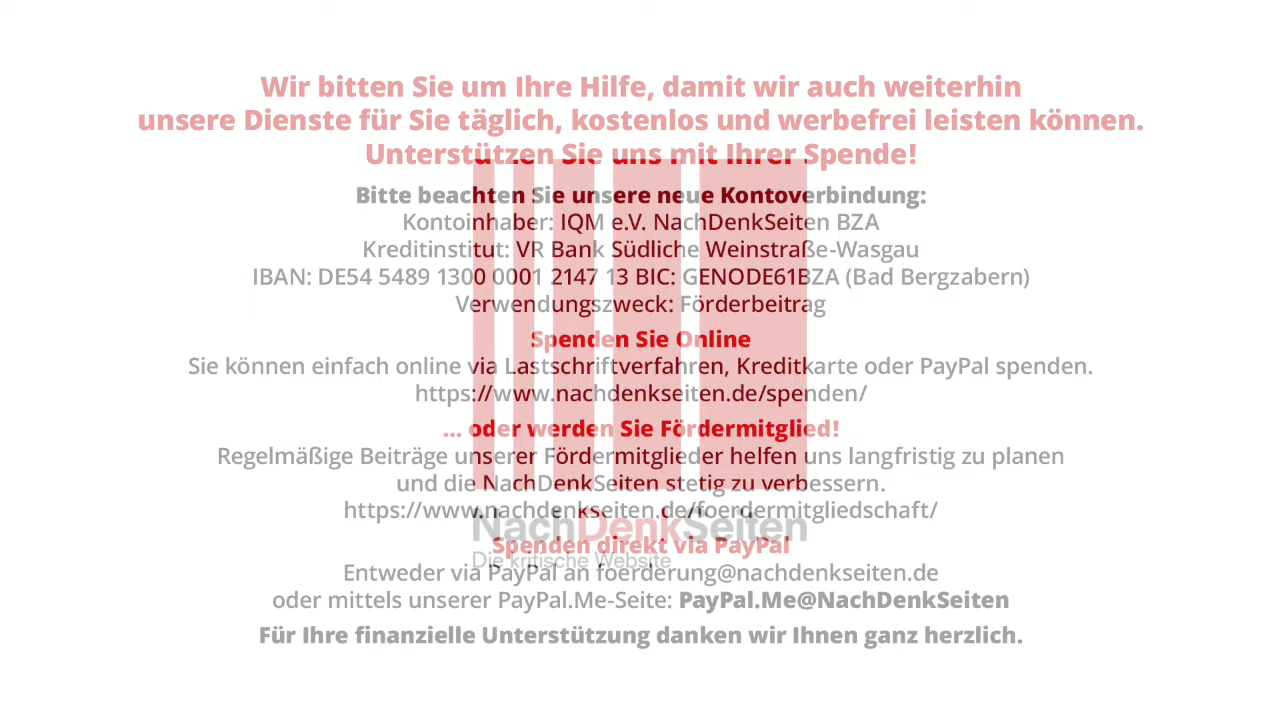 Wir bitten Sie um Ihre Hilfe, damit wir auch weiterhin
unsere Dienste für Sie täglich, kostenlos und werbefrei leisten können.
Unterstützen Sie uns mit Ihrer Spende!
Bitte beachten Sie unsere neue Kontoverbindung:
Kontoinhaber: IQM e.V. NachDenkSeiten BZA
Kreditinstitut: VR Bank Südliche Weinstraße-Wasgau
IBAN: DE54 5489 1300 0001 2147 13 BIC: GENODE61BZA (Bad Bergzabern)
Verwendungszweck: Förderbeitrag
Spenden Sie Online
Sie können einfach online via Lastschriftverfahren, Kreditkarte oder PayPal spenden.
https://www.nachdenkseiten.de/spenden/
... oder werden Sie Fördermitglied!
Regelmäßige Beiträge unserer Fördermitglieder helfen uns langfristig zu planen
und die NachDenkSeiten stetig zu verbessern.
https://www.nachdenkseiten.de/foerdermitgliedschaft/
NachDenkSeiten
Spenden direkt via PayPal
Die kritische Website
Entweder via PayPal an foerderung@nachdenkseiten.de
oder mittels unserer PayPal.Me-Seite: PayPal.Me@NachDenkSeiten
Für Ihre finanzielle Unterstützung danken wir Ihnen ganz herzlich.